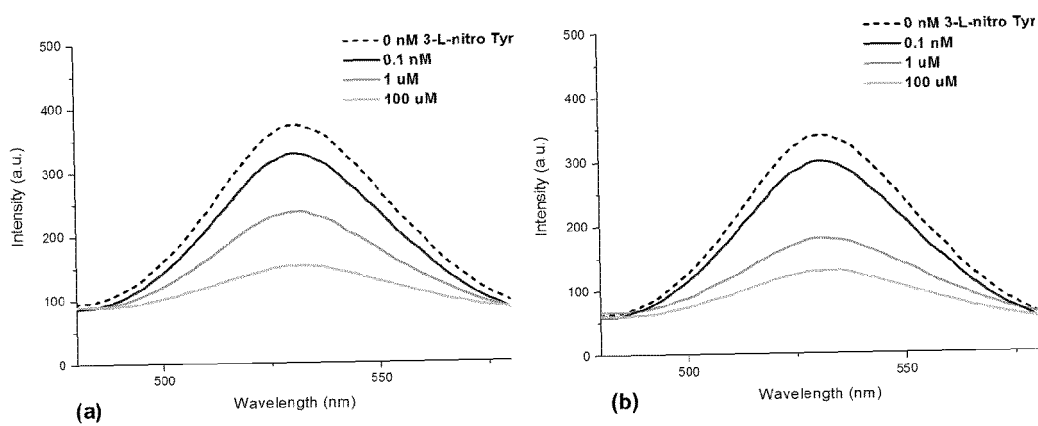 500
400
300
200
100
0
Intensity (a.u.)
0 nM 3-L-nitro Tyr
0.1 nM
1 uM
100 uM
500
550
Wavelength (nm)
(a)
500
400
300
200
100
0
Intensity (a.u.)
0 nM 3-L-nitro Tyr
0.1 nM
1 uM
100 uM
500
550
Wavelength (nm)
(b)